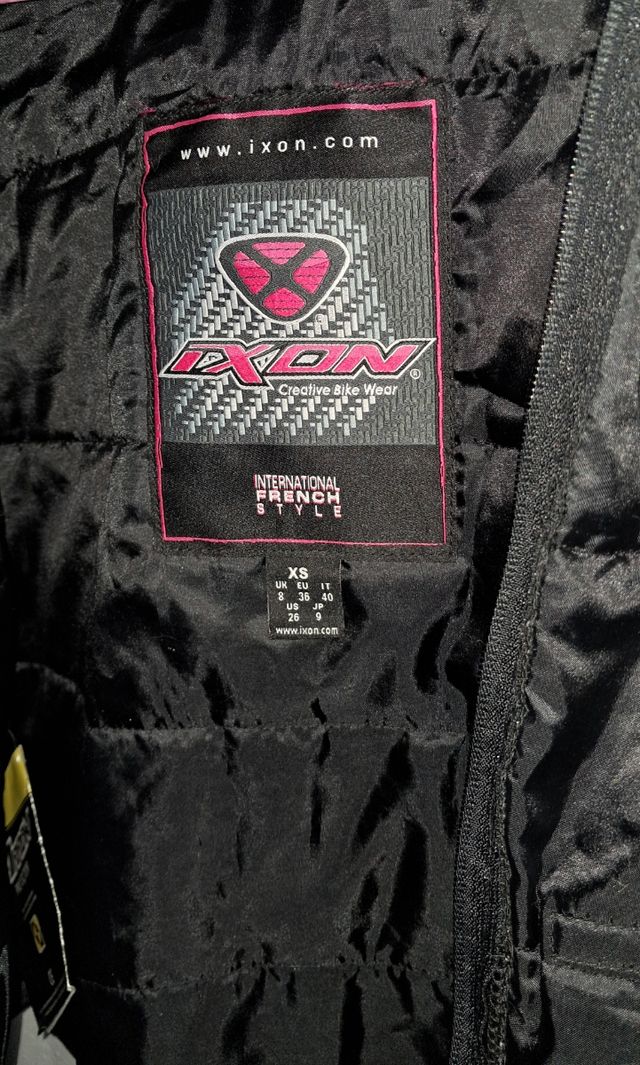 www.ixon.com
iXON®
Creative Bike Wear
INTERNATIONAL
FRENCH
STYLE
XS
UK EU IT
8 36 40
US JP
26 9
www.ixon.com